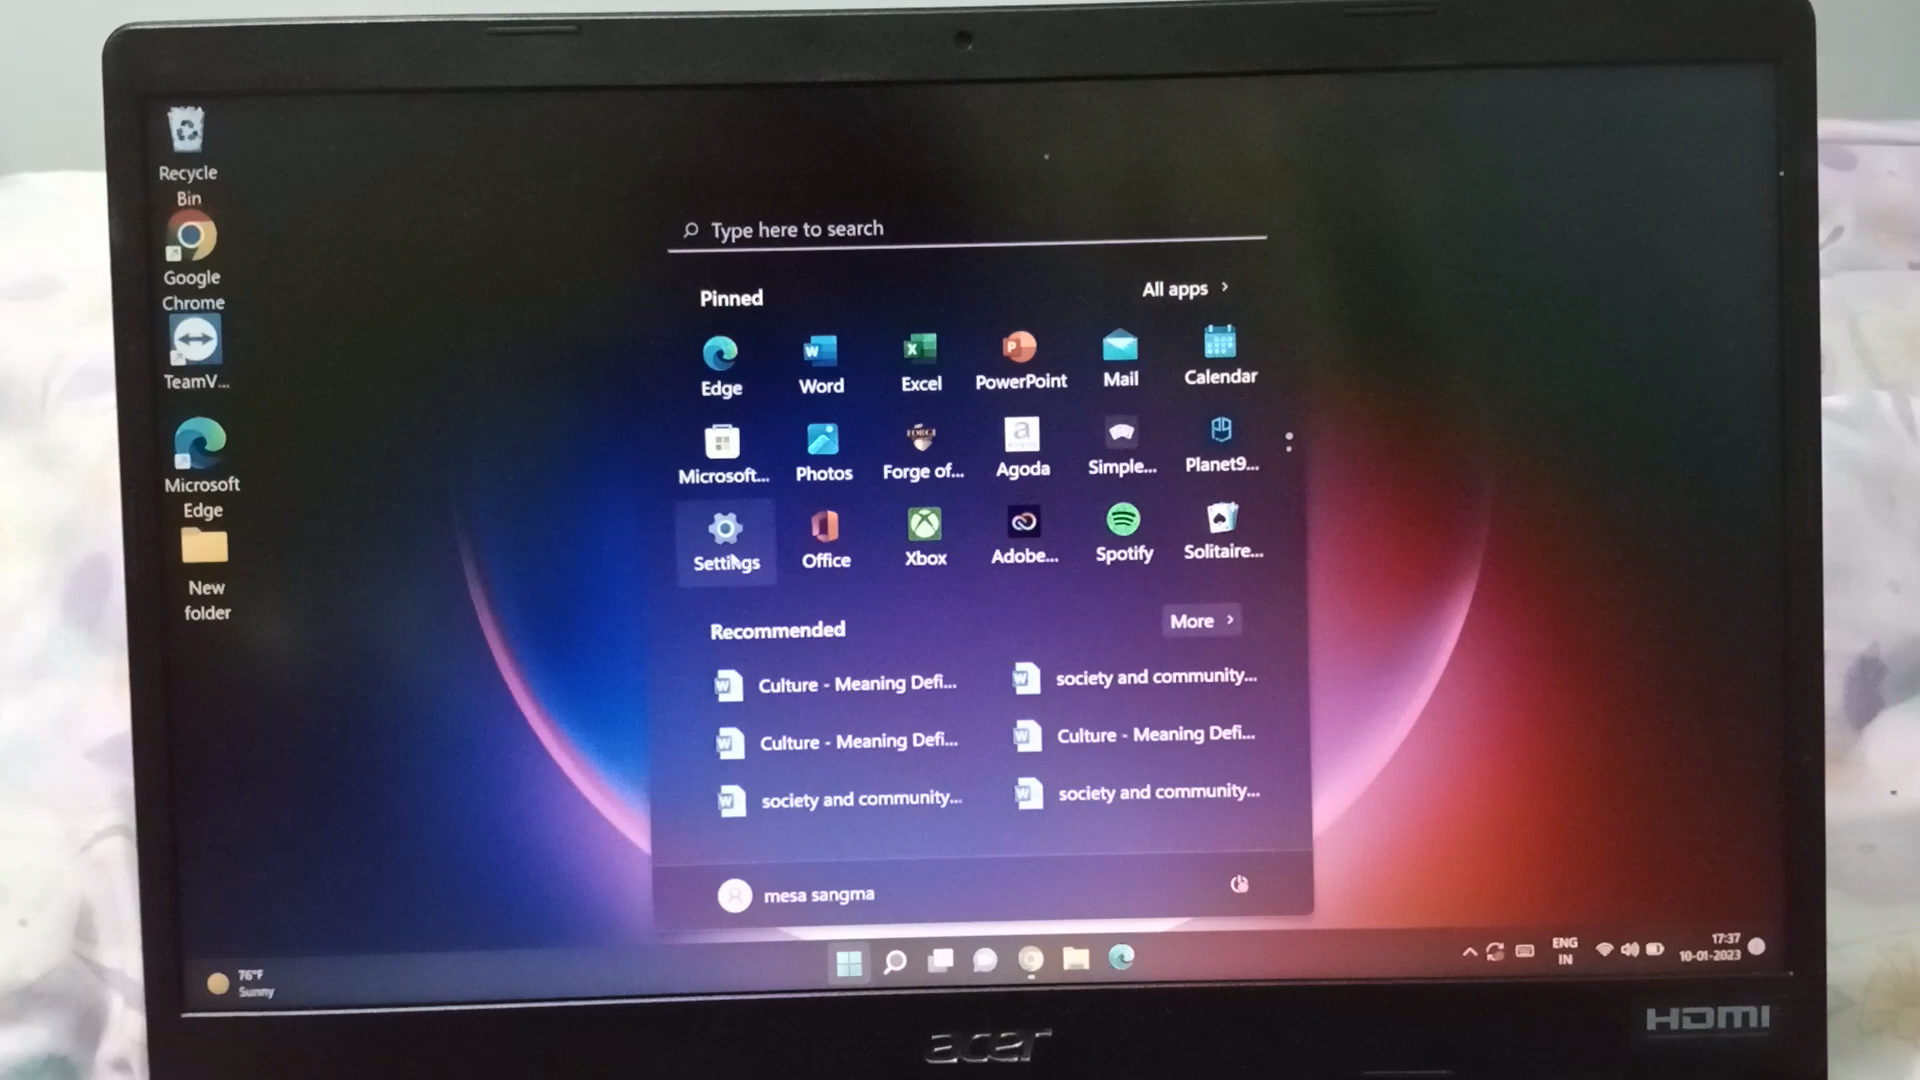 Recycle
Bin
Google
Chrome
TeamV...
Microsoft
Edge
New
folder
Type here to search
Pinned
All apps >
Edge
Word
Excel
PowerPoint
Mail
Calendar
Microsoft...
Photos
Forge of...
Agoda
Simple...
Planet9...
Settings
Office
Xbox
Adobe...
Spotify
Solitaire...
Recommended
More >
Culture - Meaning Defi...
society and community...
Culture - Meaning Defi...
Culture - Meaning Defi...
society and community...
society and community...
mesa sangma
76°F
Sunny
ENG
IN
17:37
10-01-2023
acer
HDMI